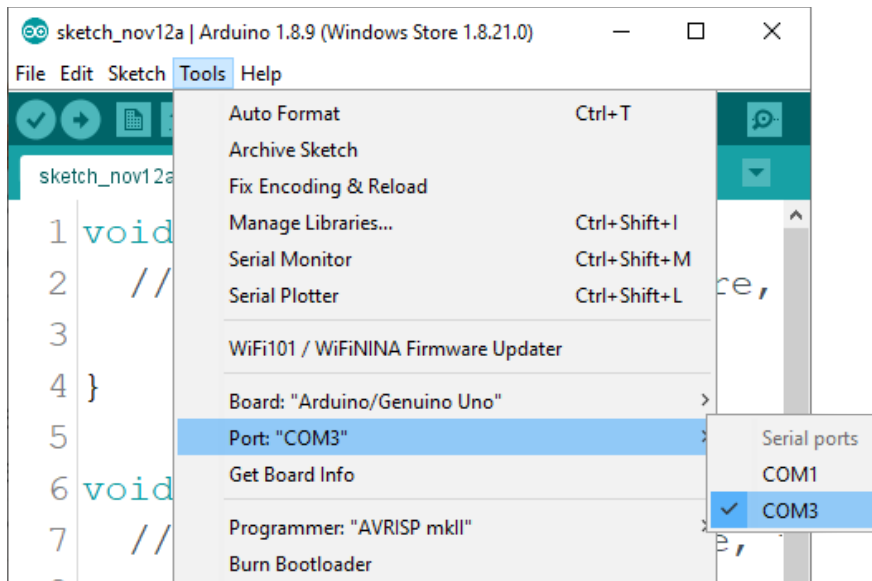 sketch_nov12a | Arduino 1.8.9 (Windows Store 1.8.21.0)
File Edit Sketch Tools Help
Auto Format Ctrl+T
Archive Sketch
sketch_nov12a
Fix Encoding & Reload
1 void
Manage Libraries... Ctrl+Shift+I
Serial Monitor Ctrl+Shift+M
2 // re,
Serial Plotter Ctrl+Shift+L
3
WiFi101 / WiFiNINA Firmware Updater
4 }
Board: "Arduino/Genuino Uno"
5
Port: "COM3"
Serial ports
Get Board Info
COM1
6 void
COM3
7 //
Programmer: "AVRISP mkII"
Burn Bootloader